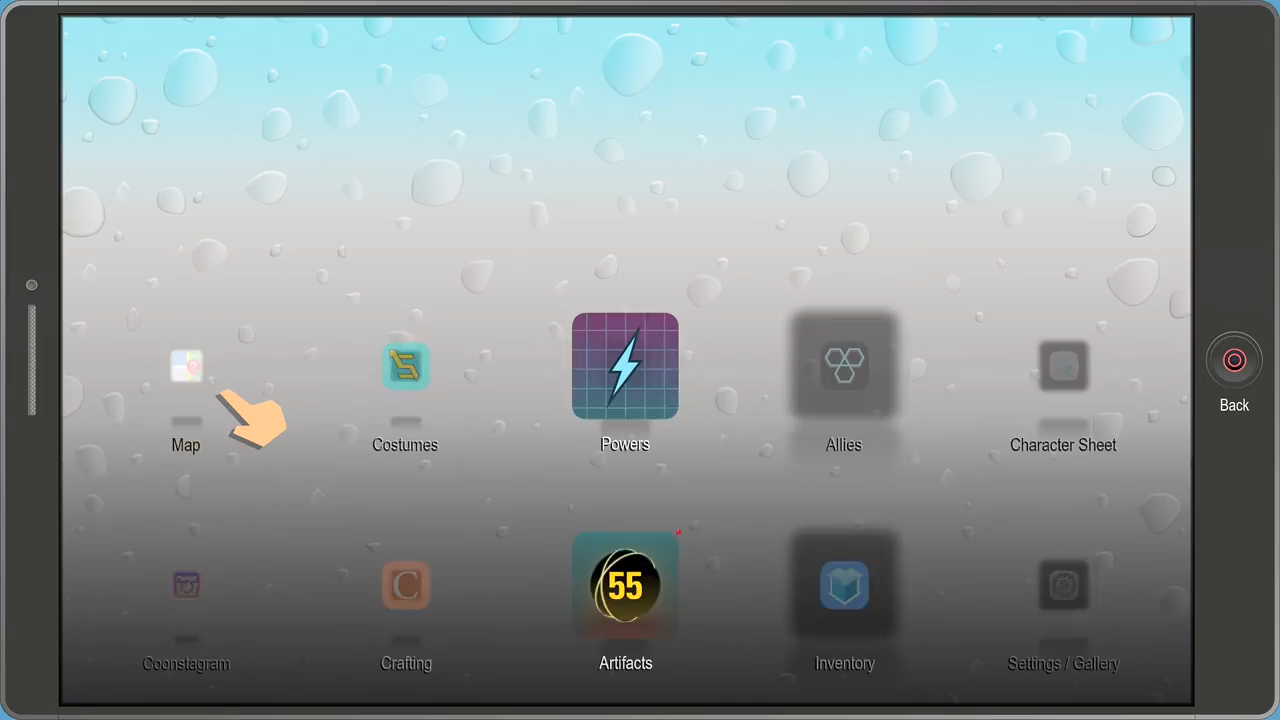 Map
Costumes
Powers
Allies
Character Sheet
Back
55
C
Coonstagram
Crafting
Artifacts
Inventory
Settings / Gallery